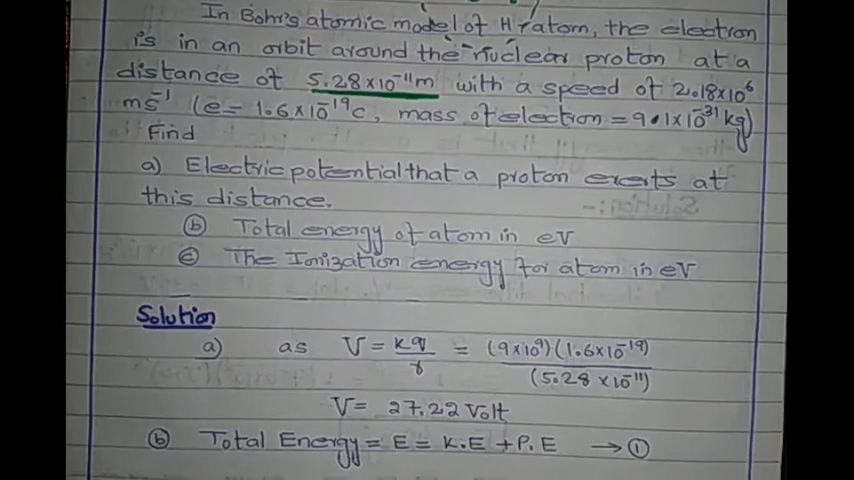 In Bohr's atomic model of H-atom, the electron
is in an orbit around the nuclear proton at a
distance of 5.28×10⁻¹¹m with a speed of 2.18×10⁶
ms⁻¹ (e= 1.6×10⁻¹⁹c, mass of electron = 9.1×10⁻³¹kg)
Find
a) Electric potential that a proton exerts at
this distance.
(b) Total energy of atom in eV
(c) The Ionization energy for atom in eV
Solution
a) as V = kq/r = (9×10⁹)(1.6×10⁻¹⁹)/(5.28×10⁻¹¹)
V= 27.22 Volt
(b) Total Energy = E = K.E + P.E → (1)